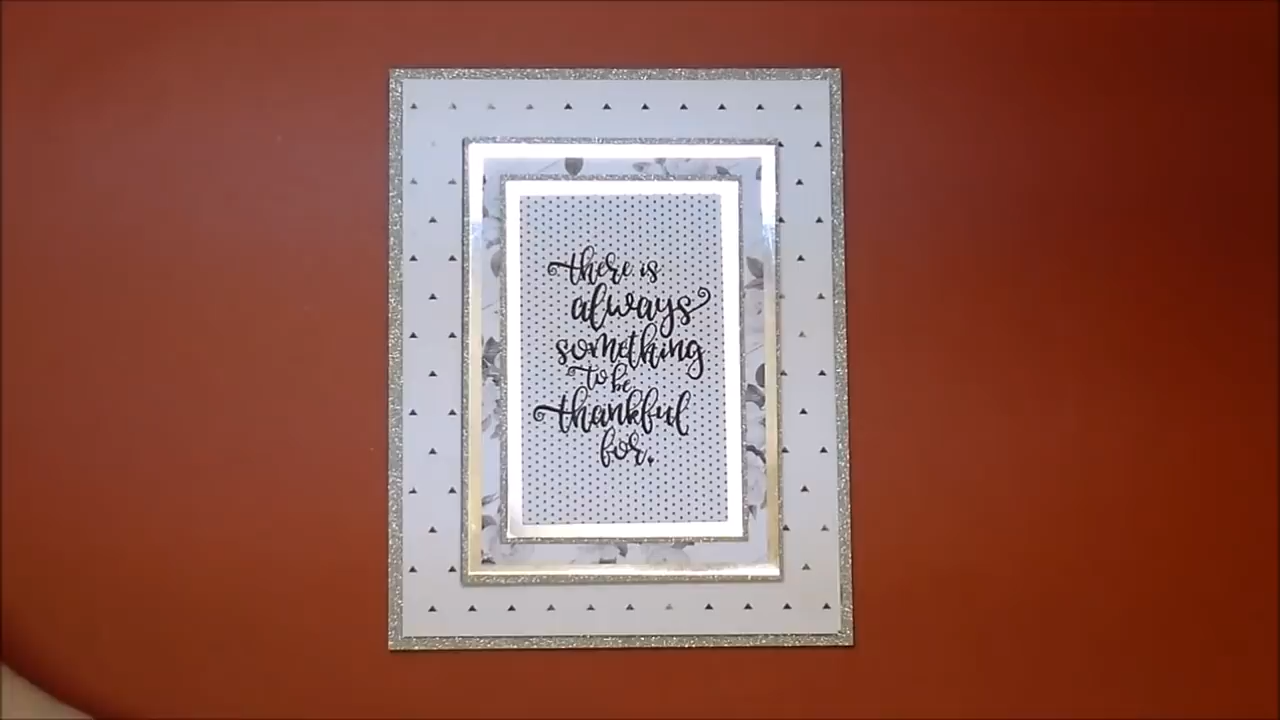 there is
always
something
to be
thankful
for.